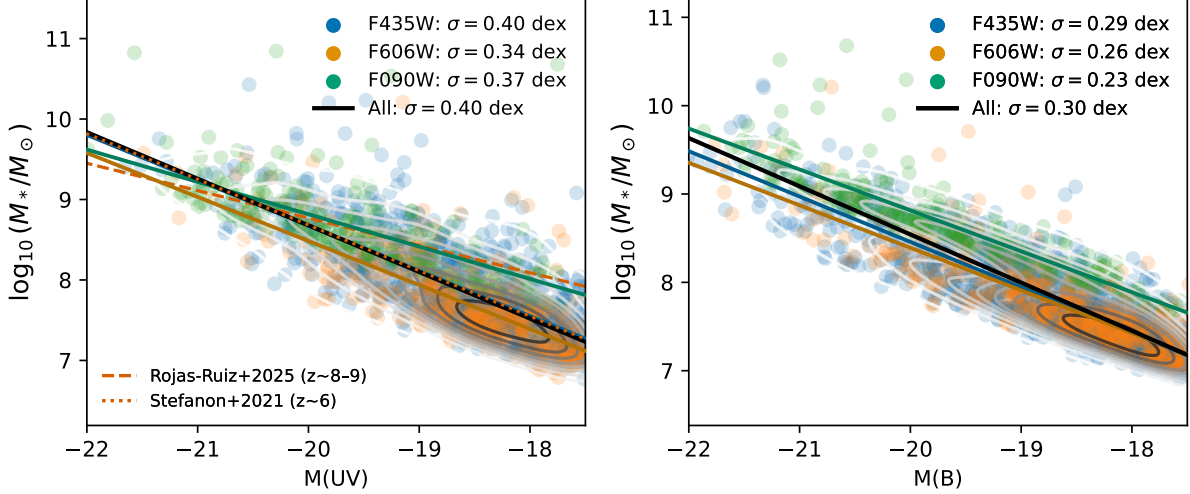 F435W: σ = 0.40 dex
F606W: σ = 0.34 dex
F090W: σ = 0.37 dex
All: σ = 0.40 dex
Rojas-Ruiz+2025 (z~8–9)
Stefanon+2021 (z~6)
11
10
9
8
7
log₁₀(M*/M☉)
−22
−21
−20
−19
−18
M(UV)
F435W: σ = 0.29 dex
F606W: σ = 0.26 dex
F090W: σ = 0.23 dex
All: σ = 0.30 dex
11
10
9
8
7
log₁₀(M*/M☉)
−22
−21
−20
−19
−18
M(B)